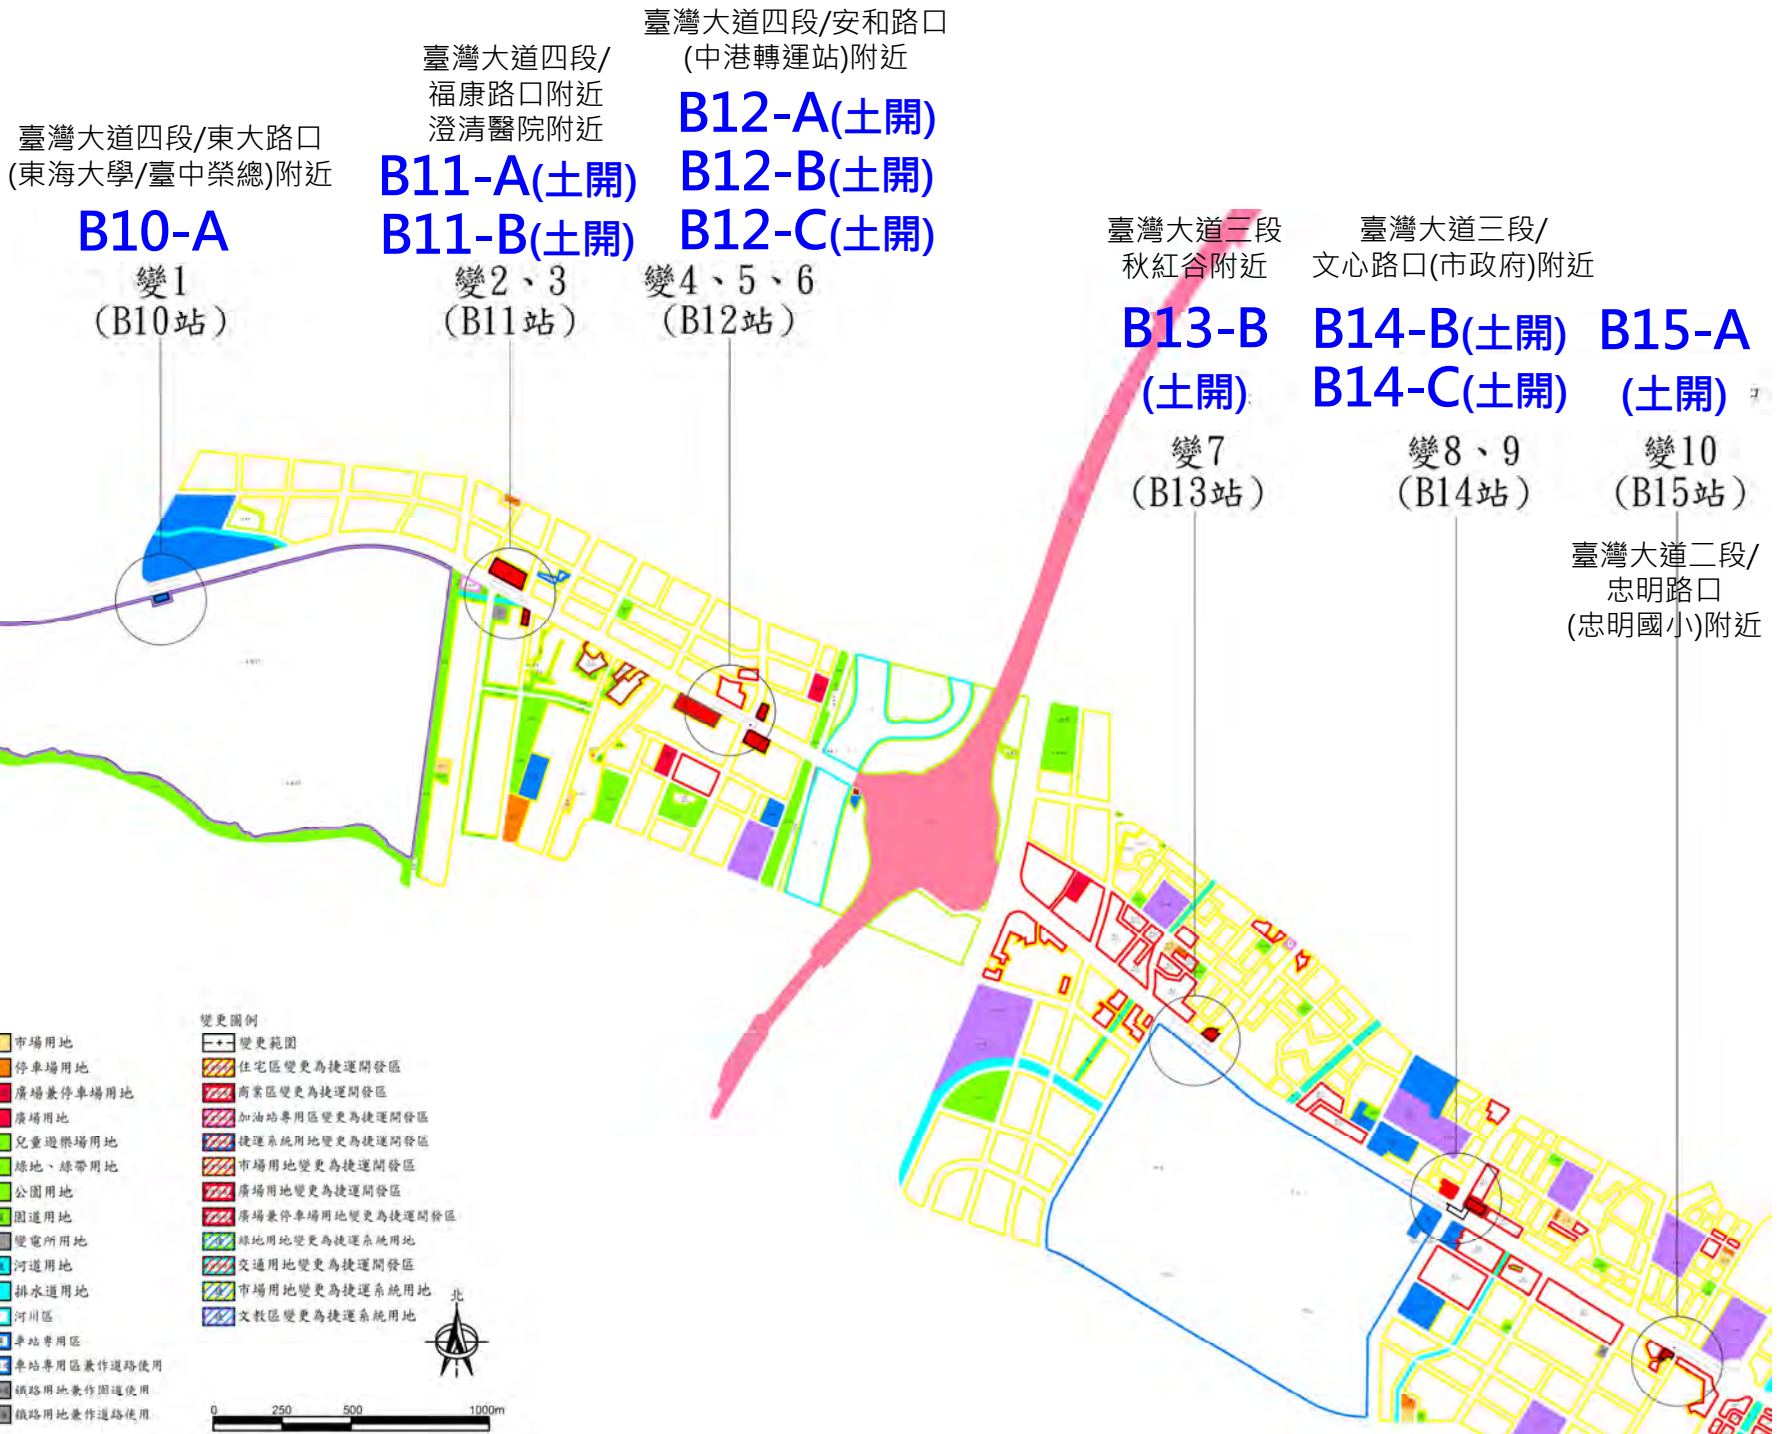 臺灣大道四段/東大路口
(東海大學/臺中榮總)附近
B10-A
變1
(B10站)
臺灣大道四段/
福康路口附近
澄清醫院附近
B11-A(土開)
B11-B(土開)
變2、3
(B11站)
臺灣大道四段/安和路口
(中港轉運站)附近
B12-A(土開)
B12-B(土開)
B12-C(土開)
變4、5、6
(B12站)
臺灣大道三段
秋紅谷附近
B13-B
(土開)
變7
(B13站)
臺灣大道三段/
文心路口(市政府)附近
B14-B(土開)
B14-C(土開)
變8、9
(B14站)
B15-A
(土開)
變10
(B15站)
臺灣大道二段/
忠明路口
(忠明國小)附近
市場用地
停車場用地
廣場兼停車場用地
廣場用地
兒童遊樂場用地
綠地、綠帶用地
公園用地
園道用地
變電所用地
河道用地
排水道用地
河川區
車站專用區
車站專用區兼作道路使用
鐵路用地兼作園道使用
鐵路用地兼作道路使用
變更圖例
變更範圍
住宅區變更為捷運開發區
商業區變更為捷運開發區
加油站專用區變更為捷運開發區
捷運系統用地變更為捷運開發區
市場用地變更為捷運開發區
廣場用地變更為捷運開發區
廣場兼停車場用地變更為捷運開發區
綠地用地變更為捷運系統用地
交通用地變更為捷運開發區
市場用地變更為捷運系統用地
文教區變更為捷運系統用地
北
0 250 500 1000m